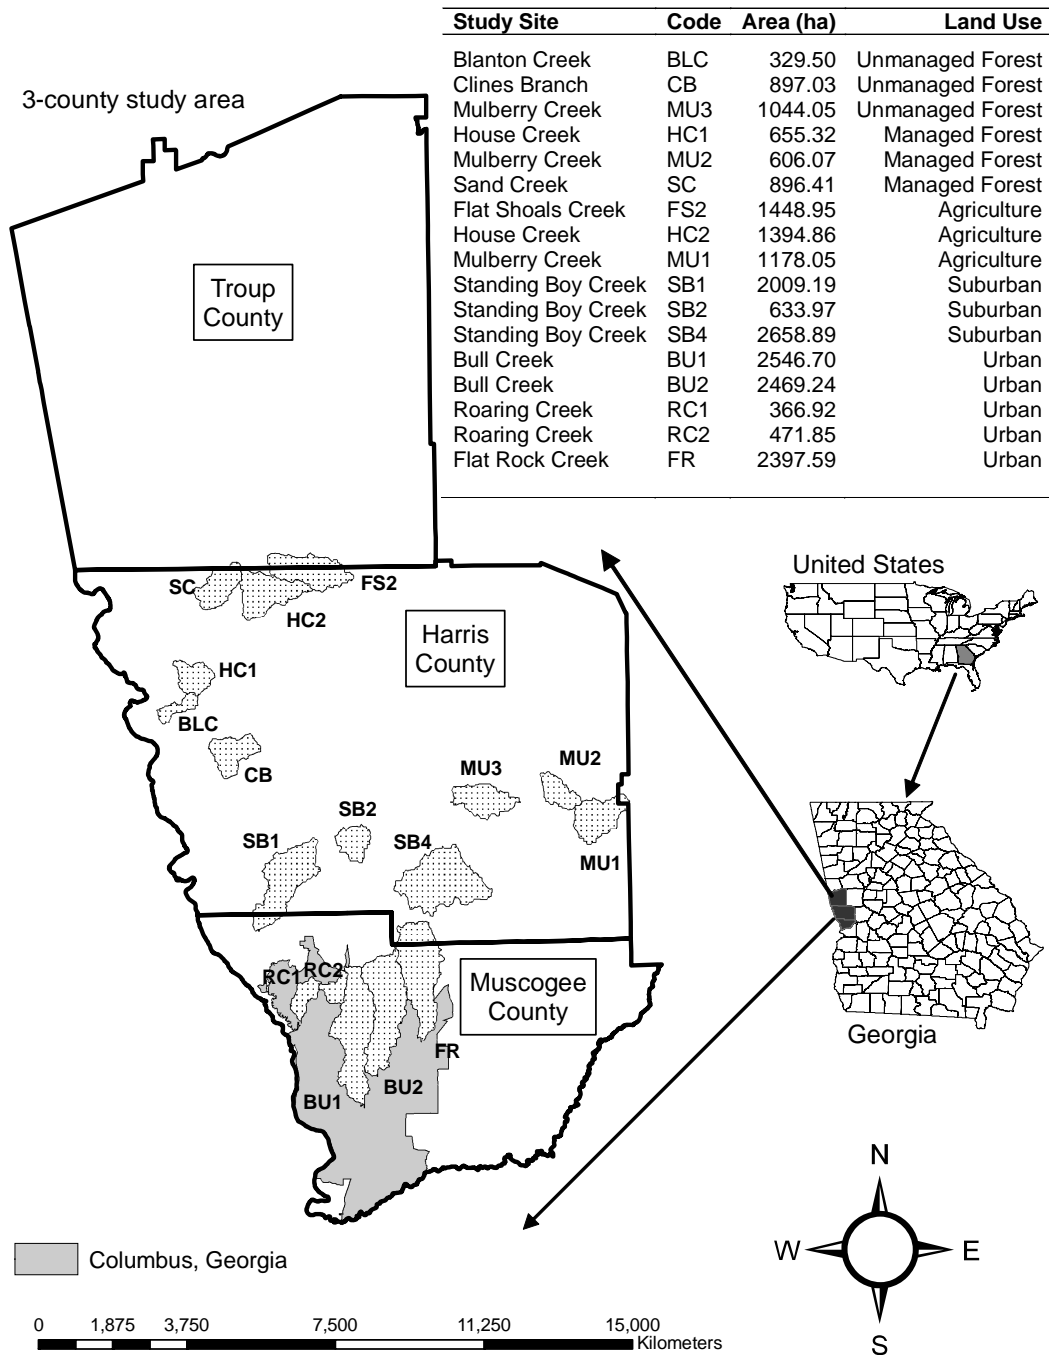 Study Site Code Area (ha) Land Use
Blanton Creek BLC 329.50 Unmanaged Forest
Clines Branch CB 897.03 Unmanaged Forest
Mulberry Creek MU3 1044.05 Unmanaged Forest
House Creek HC1 655.32 Managed Forest
Mulberry Creek MU2 606.07 Managed Forest
Sand Creek SC 896.41 Managed Forest
Flat Shoals Creek FS2 1448.95 Agriculture
House Creek HC2 1394.86 Agriculture
Mulberry Creek MU1 1178.05 Agriculture
Standing Boy Creek SB1 2009.19 Suburban
Standing Boy Creek SB2 633.97 Suburban
Standing Boy Creek SB4 2658.89 Suburban
Bull Creek BU1 2546.70 Urban
Bull Creek BU2 2469.24 Urban
Roaring Creek RC1 366.92 Urban
Roaring Creek RC2 471.85 Urban
Flat Rock Creek FR 2397.59 Urban
3-county study area
Troup
County
United States
SC
FS2
HC2
Harris
County
HC1
BLC
CB
MU3
MU2
SB2
SB1
SB4
MU1
RC1
RC2
Muscogee
County
Georgia
FR
BU2
BU1
N
W
E
S
Columbus, Georgia
0 1,875 3,750 7,500 11,250 15,000
Kilometers